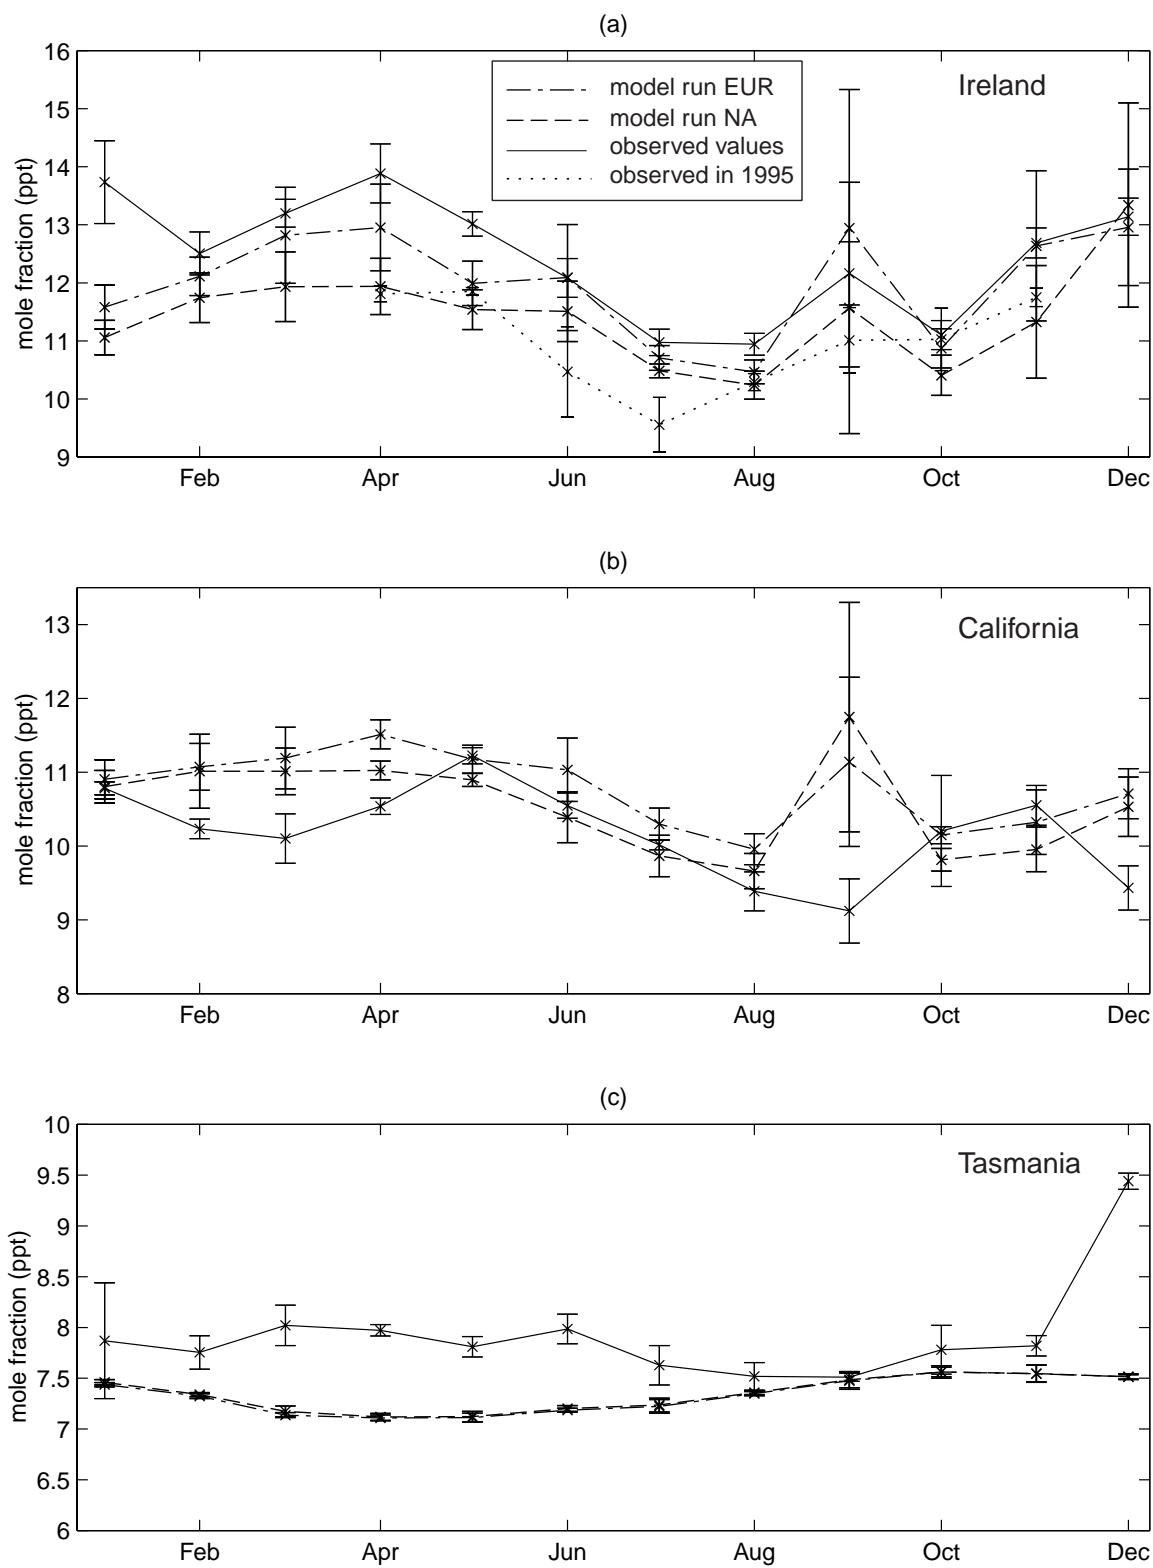 (a)
16
15
14
13
12
11
10
9
mole fraction (ppt)
model run EUR
model run NA
observed values
observed in 1995
Ireland
Feb Apr Jun Aug Oct Dec
(b)
13
12
11
10
9
8
mole fraction (ppt)
California
Feb Apr Jun Aug Oct Dec
(c)
10
9.5
9
8.5
8
7.5
7
6.5
6
mole fraction (ppt)
Tasmania
Feb Apr Jun Aug Oct Dec